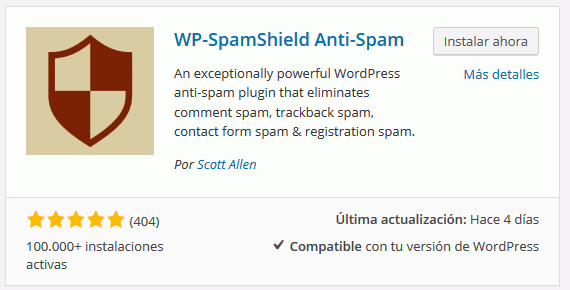 WP-SpamShield Anti-Spam
Instalar ahora
Más detalles
An exceptionally powerful WordPress
anti-spam plugin that eliminates
comment spam, trackback spam,
contact form spam & registration spam.
Por Scott Allen
(404)
100.000+ instalaciones
activas
Última actualización: Hace 4 días
Compatible con tu versión de WordPress